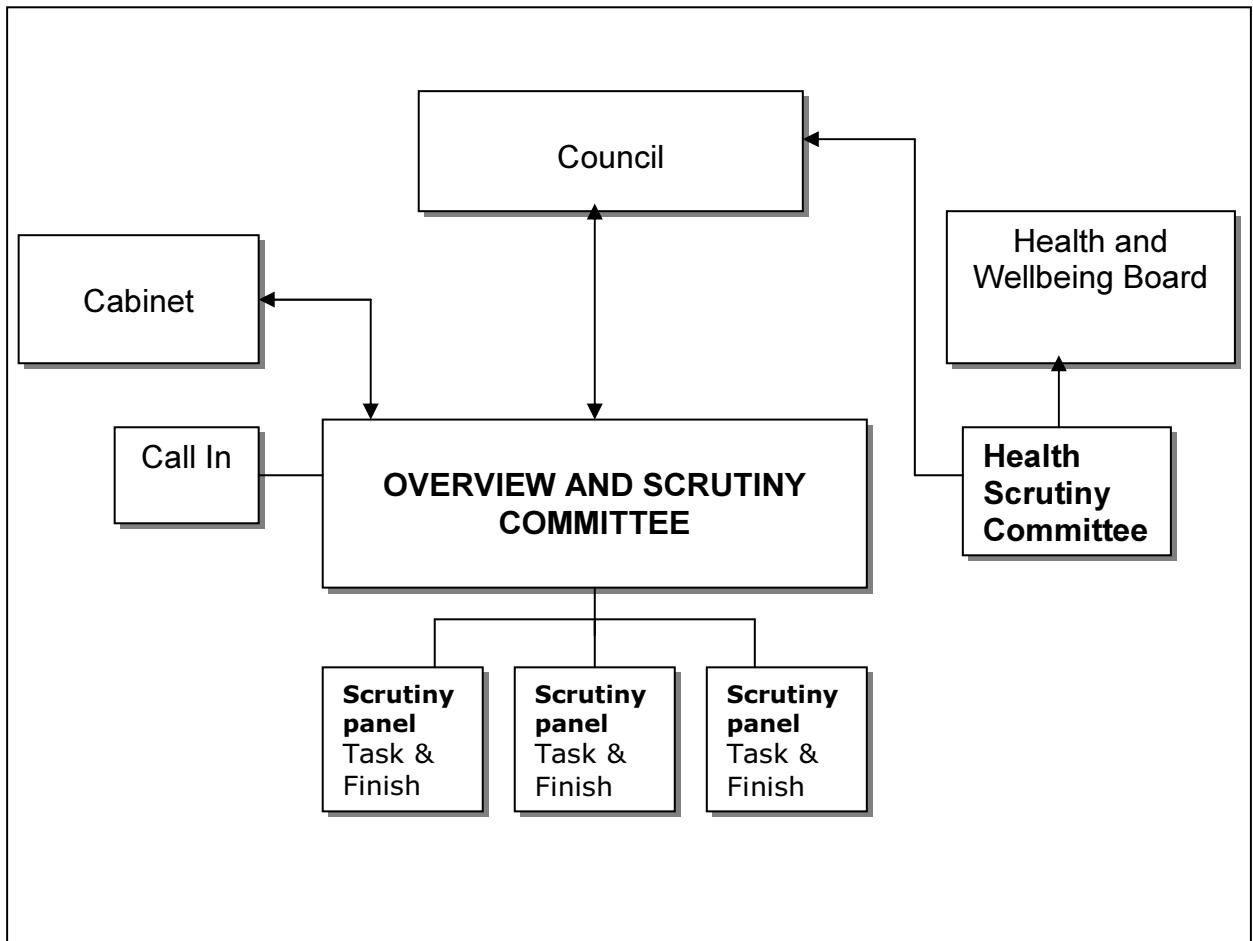 Council
Health and
Wellbeing Board
Cabinet
Call In
OVERVIEW AND SCRUTINY
COMMITTEE
Health
Scrutiny
Committee
Scrutiny
panel
Task &
Finish
Scrutiny
panel
Task &
Finish
Scrutiny
panel
Task &
Finish